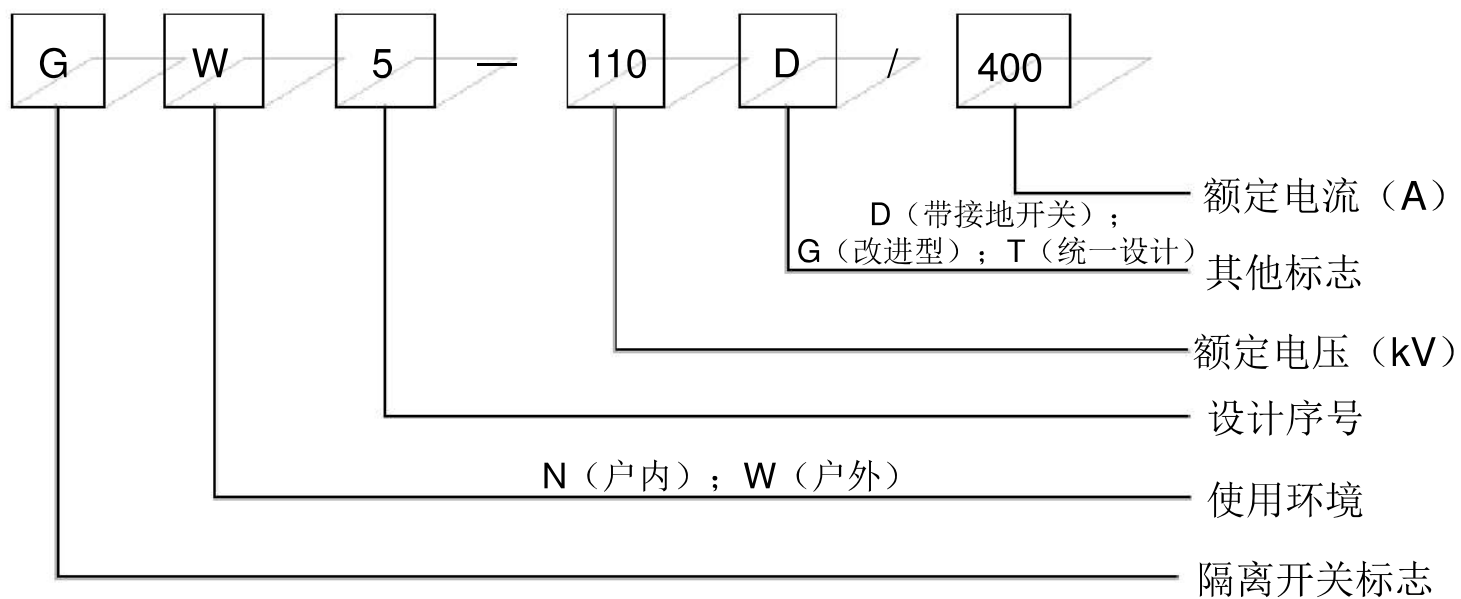 G W 5 — 110 D / 400
额定电流（A）
D（带接地开关）；
G（改进型）；T（统一设计）
其他标志
额定电压（kV）
设计序号
N（户内）；W（户外）
使用环境
隔离开关标志